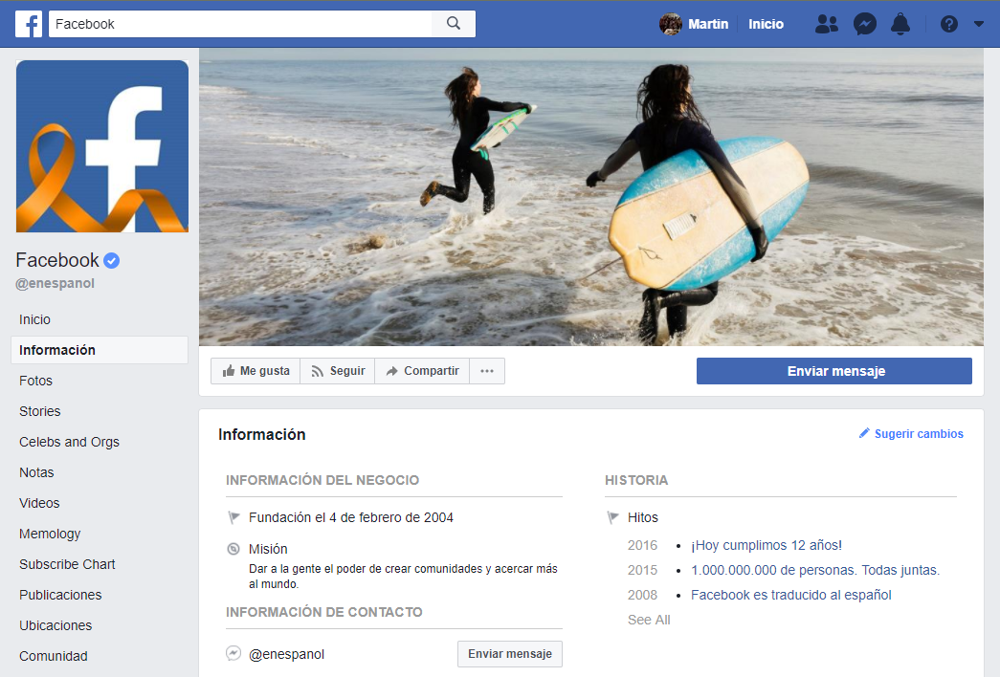 Facebook
Martin
Inicio
Facebook
@enespanol
Inicio
Información
Fotos
Stories
Celebs and Orgs
Notas
Videos
Memology
Subscribe Chart
Publicaciones
Ubicaciones
Comunidad
Me gusta
Seguir
Compartir
Enviar mensaje
Información
Sugerir cambios
INFORMACIÓN DEL NEGOCIO
Fundación el 4 de febrero de 2004
Misión
Dar a la gente el poder de crear comunidades y acercar más
al mundo.
INFORMACIÓN DE CONTACTO
@enespanol
Enviar mensaje
HISTORIA
Hitos
2016 • ¡Hoy cumplimos 12 años!
2015 • 1.000.000.000 de personas. Todas juntas.
2008 • Facebook es traducido al español
See All